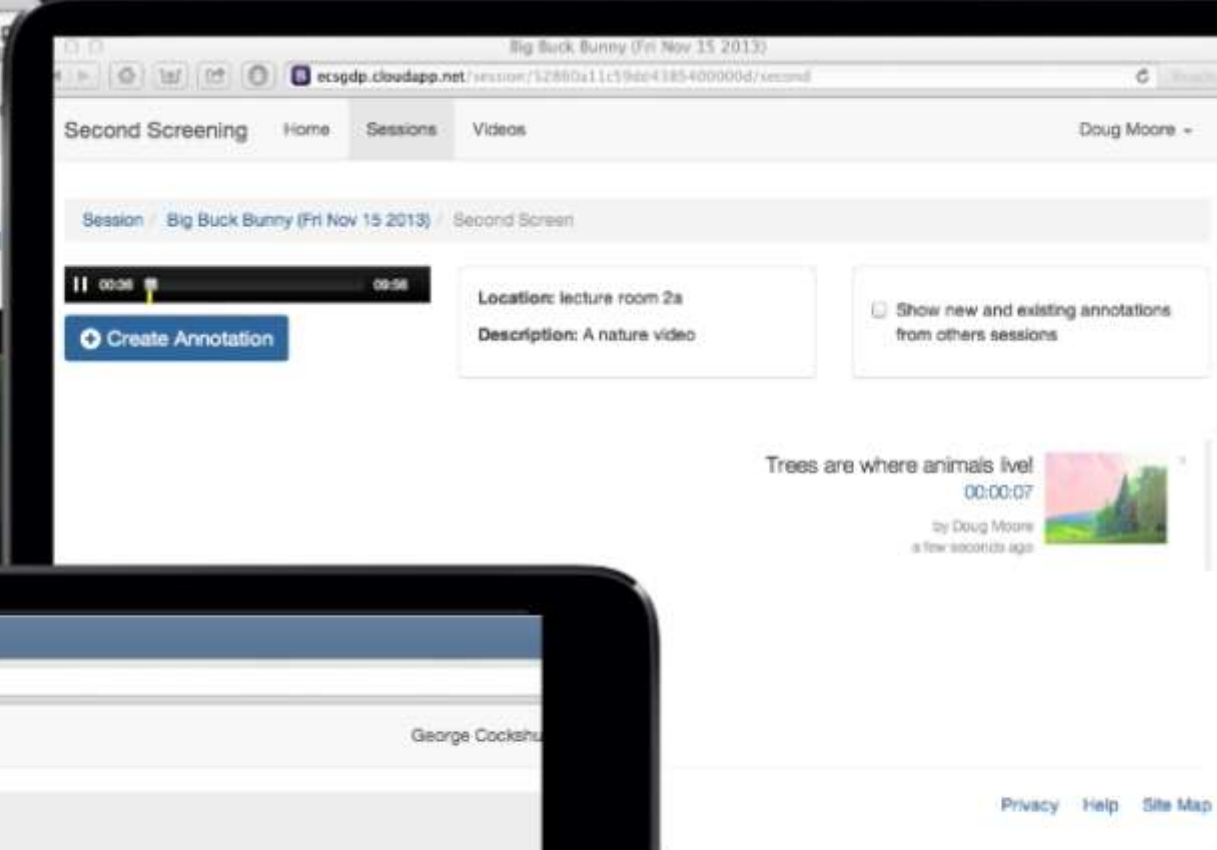 Big Buck Bunny (Fri Nov 15 2013)
ecsgdp.cloudapp.net
Second Screening Home Sessions Videos Doug Moore
Session / Big Buck Bunny (Fri Nov 15 2013) / Second Screen
00:36 09:56
Create Annotation
Location: lecture room 2a
Description: A nature video
Show new and existing annotations
from others sessions
Trees are where animals live!
00:00:07
by Doug Moore
a few seconds ago
George Cockshu
Privacy Help Site Map